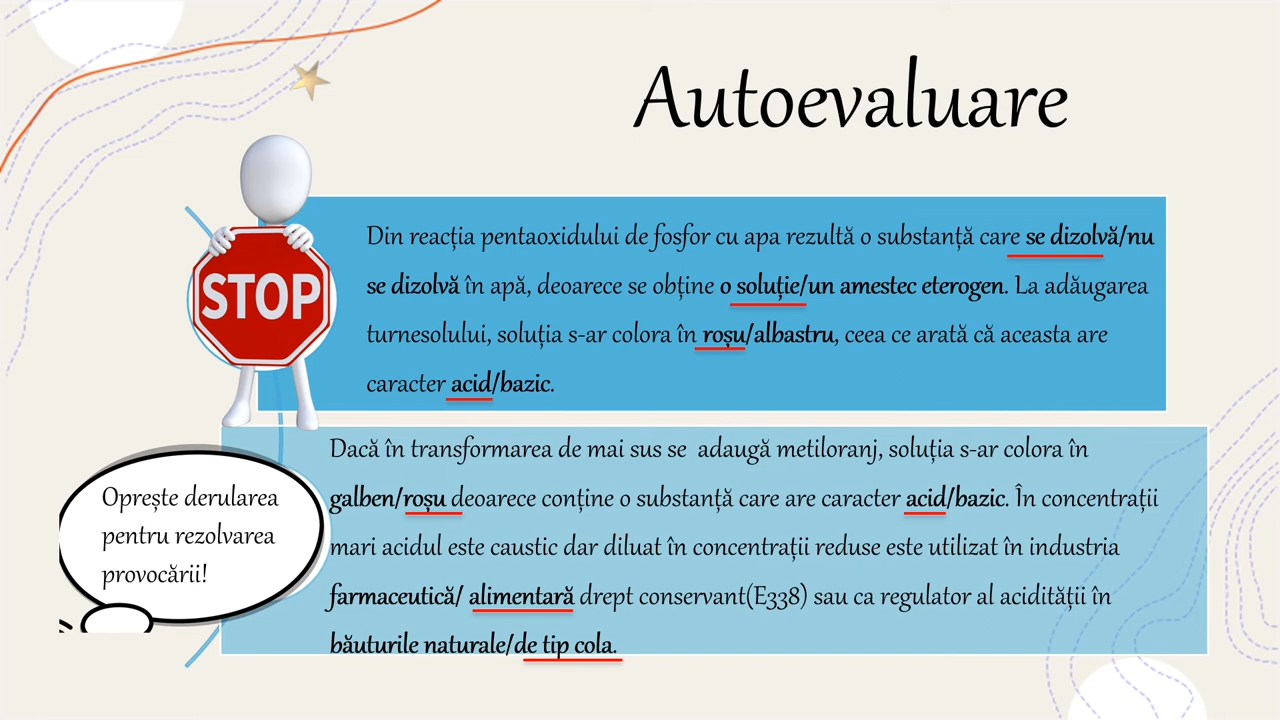 Autoevaluare
STOP
Din reacția pentaoxidului de fosfor cu apa rezultă o substanță care se dizolvă/nu
se dizolvă în apă, deoarece se obține o soluție/un amestec eterogen. La adăugarea
turnesolului, soluția s-ar colora în roșu/albastru, ceea ce arată că aceasta are
caracter acid/bazic.
Dacă în transformarea de mai sus se adaugă metiloranj, soluția s-ar colora în
galben/roșu deoarece conține o substanță care are caracter acid/bazic. În concentrații
mari acidul este caustic dar diluat în concentrații reduse este utilizat în industria
farmaceutică/ alimentară drept conservant(E338) sau ca regulator al acidității în
băuturile naturale/de tip cola.
Oprește derularea
pentru rezolvarea
provocării!